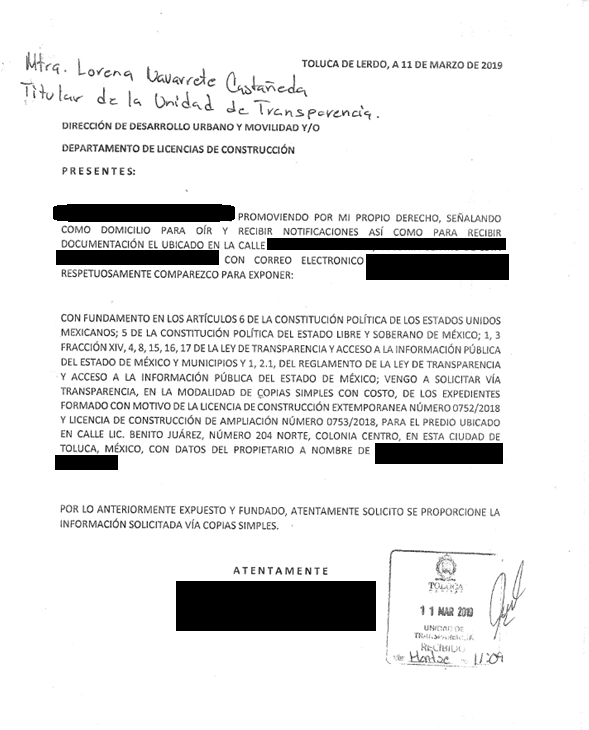 TOLUCA DE LERDO, A 11 DE MARZO DE 2019
Mtra. Lorena Navarrete Castañeda
Titular de la Unidad de Transparencia.
DIRECCIÓN DE DESARROLLO URBANO Y MOVILIDAD Y/O
DEPARTAMENTO DE LICENCIAS DE CONSTRUCCIÓN
P R E S E N T E S:
PROMOVIENDO POR MI PROPIO DERECHO, SEÑALANDO
COMO DOMICILIO PARA OÍR Y RECIBIR NOTIFICACIONES ASÍ COMO PARA RECIBIR
DOCUMENTACIÓN EL UBICADO EN LA CALLE
CON CORREO ELECTRONICO
RESPETUOSAMENTE COMPAREZCO PARA EXPONER:
CON FUNDAMENTO EN LOS ARTÍCULOS 6 DE LA CONSTITUCIÓN POLÍTICA DE LOS ESTADOS UNIDOS
MEXICANOS; 5 DE LA CONSTITUCIÓN POLÍTICA DEL ESTADO LIBRE Y SOBERANO DE MÉXICO; 1, 3
FRACCIÓN XIV, 4, 8, 15, 16, 17 DE LA LEY DE TRANSPARENCIA Y ACCESO A LA INFORMACIÓN PÚBLICA
DEL ESTADO DE MÉXICO Y MUNICIPIOS Y 1, 2.1, DEL REGLAMENTO DE LA LEY DE TRANSPARENCIA
Y ACCESO A LA INFORMACIÓN PÚBLICA DEL ESTADO DE MÉXICO; VENGO A SOLICITAR VÍA
TRANSPARENCIA, EN LA MODALIDAD DE COPIAS SIMPLES CON COSTO, DE LOS EXPEDIENTES
FORMADO CON MOTIVO DE LA LICENCIA DE CONSTRUCCIÓN EXTEMPORANEA NÚMERO 0752/2018
Y LICENCIA DE CONSTRUCCIÓN DE AMPLIACIÓN NÚMERO 0753/2018, PARA EL PREDIO UBICADO
EN CALLE LIC. BENITO JUÁREZ, NÚMERO 204 NORTE, COLONIA CENTRO, EN ESTA CIUDAD DE
TOLUCA, MÉXICO, CON DATOS DEL PROPIETARIO A NOMBRE DE
POR LO ANTERIORMENTE EXPUESTO Y FUNDADO, ATENTAMENTE SOLICITO SE PROPORCIONE LA
INFORMACIÓN SOLICITADA VÍA COPIAS SIMPLES.
A T E N T A M E N T E
TOLUCA
11 MAR 2019
UNIDAD DE
TRANSPARENCIA
RECIBIDO
11:09